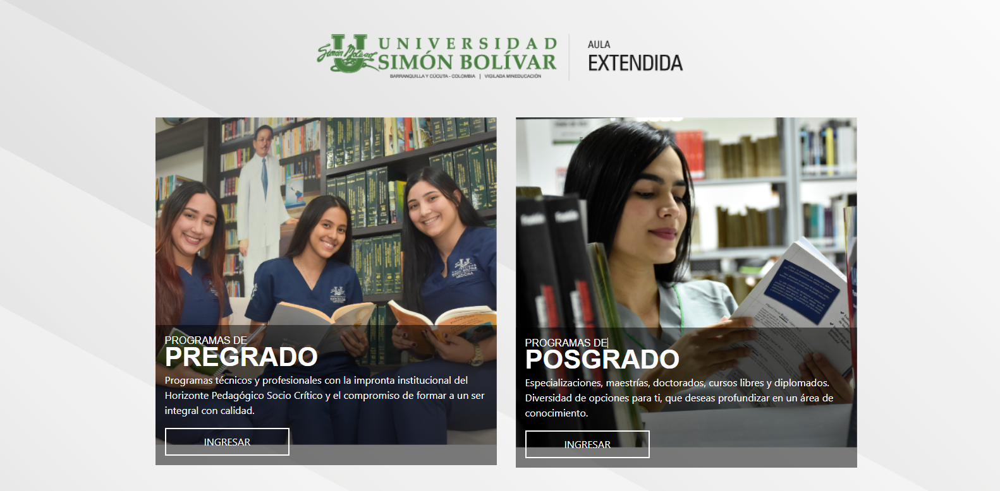 UNIVERSIDAD
SIMÓN BOLÍVAR
BARRANQUILLA Y CÚCUTA - COLOMBIA | VIGILADA MINEDUCACIÓN
AULA
EXTENDIDA
SIMÓN BOLÍVAR
MEDICINA
PROGRAMAS DE
PREGRADO
Programas técnicos y profesionales con la impronta institucional del
Horizonte Pedagógico Socio Crítico y el compromiso de formar a un ser
integral con calidad.
INGRESAR
PROGRAMAS DE
POSGRADO
Especializaciones, maestrías, doctorados, cursos libres y diplomados.
Diversidad de opciones para ti, que deseas profundizar en un área de
conocimiento.
INGRESAR